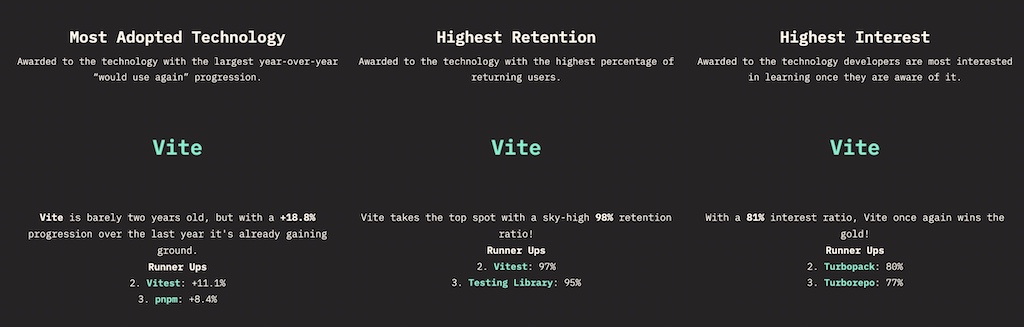 Most Adopted Technology
Awarded to the technology with the largest year-over-year
“would use again” progression.
Vite
Vite is barely two years old, but with a +18.8%
progression over the last year it's already gaining
ground.
Runner Ups
2. Vitest: +11.1%
3. pnpm: +8.4%
Highest Retention
Awarded to the technology with the highest percentage of
returning users.
Vite
Vite takes the top spot with a sky-high 98% retention
ratio!
Runner Ups
2. Vitest: 97%
3. Testing Library: 95%
Highest Interest
Awarded to the technology developers are most interested
in learning once they are aware of it.
Vite
With a 81% interest ratio, Vite once again wins the
gold!
Runner Ups
2. Turbopack: 80%
3. Turborepo: 77%